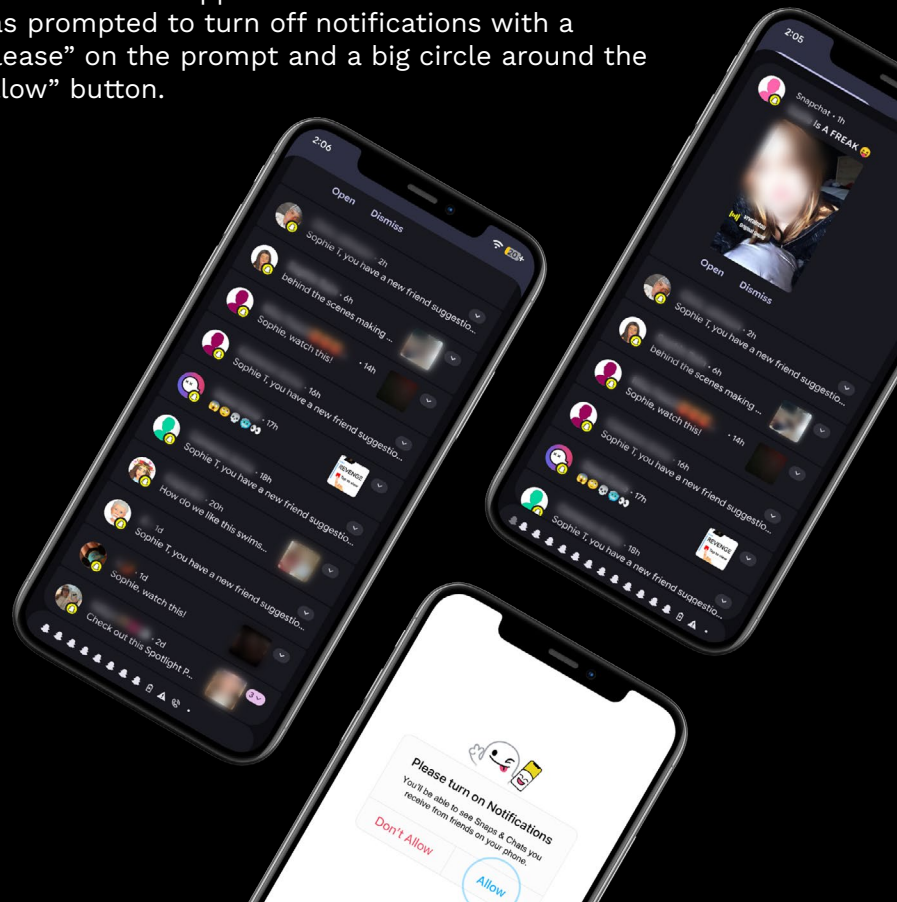 as prompted to turn off notifications with a
lease” on the prompt and a big circle around the
low” button.
2:06
20%
Open Dismiss
2h
Sophie T, you have a new friend suggestio...
6h
behind the scenes making ...
14h
Sophie, watch this!
16h
Sophie T, you have a new friend suggestio...
😱🤭💀🥶👀 · 17h
REVENGE
18h
Sophie T, you have a new friend suggestio...
20h
How do we like this swims...
1d
Sophie T, you have a new friend suggestio...
1d
Sophie, watch this!
2d
Check out this Spotlight P...
3
2:05
Snapchat · 1h
is A FREAK 😜
Open Dismiss
2h
Sophie T, you have a new friend suggestio...
6h
behind the scenes making ...
14h
Sophie, watch this!
16h
Sophie T, you have a new friend suggestio...
😱🤭💀🥶👀 · 17h
REVENGE
18h
Sophie T, you have a new friend suggestio...
Please turn on Notifications
You'll be able to see Snaps & Chats you
receive from friends on your phone.
Don't Allow
Allow